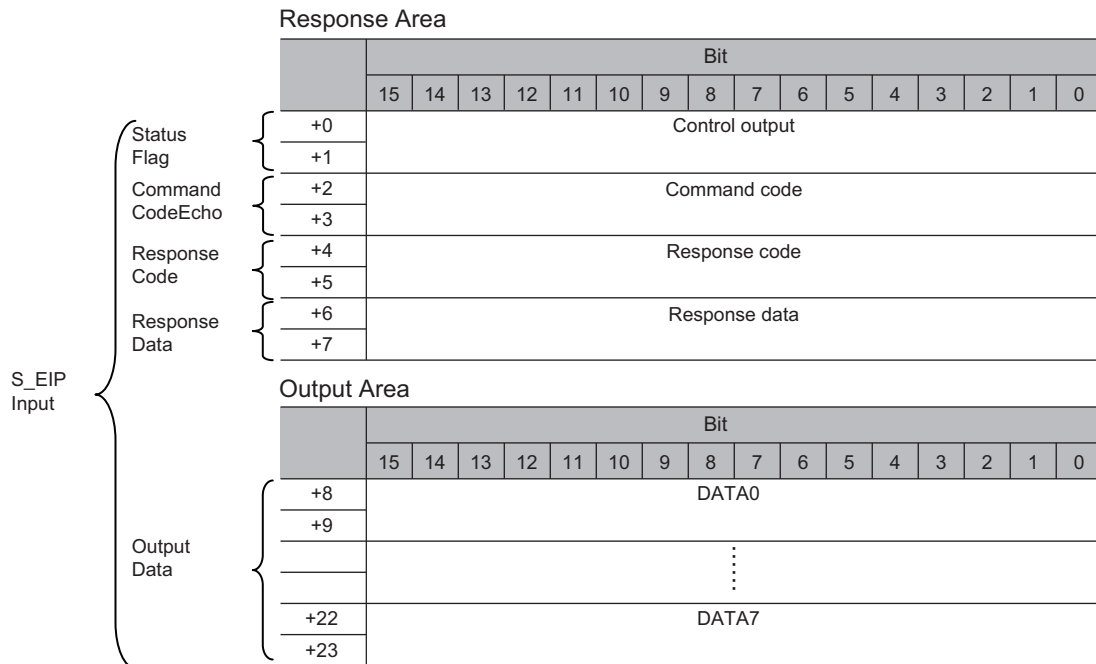 Response Area
Bit
15 14 13 12 11 10 9 8 7 6 5 4 3 2 1 0
Status
Flag
+0 Control output
+1
Command
CodeEcho
+2 Command code
+3
Response
Code
+4 Response code
+5
Response
Data
+6 Response data
+7
S_EIP
Input
Output Area
Bit
15 14 13 12 11 10 9 8 7 6 5 4 3 2 1 0
+8 DATA0
+9
Output
Data
+22 DATA7
+23